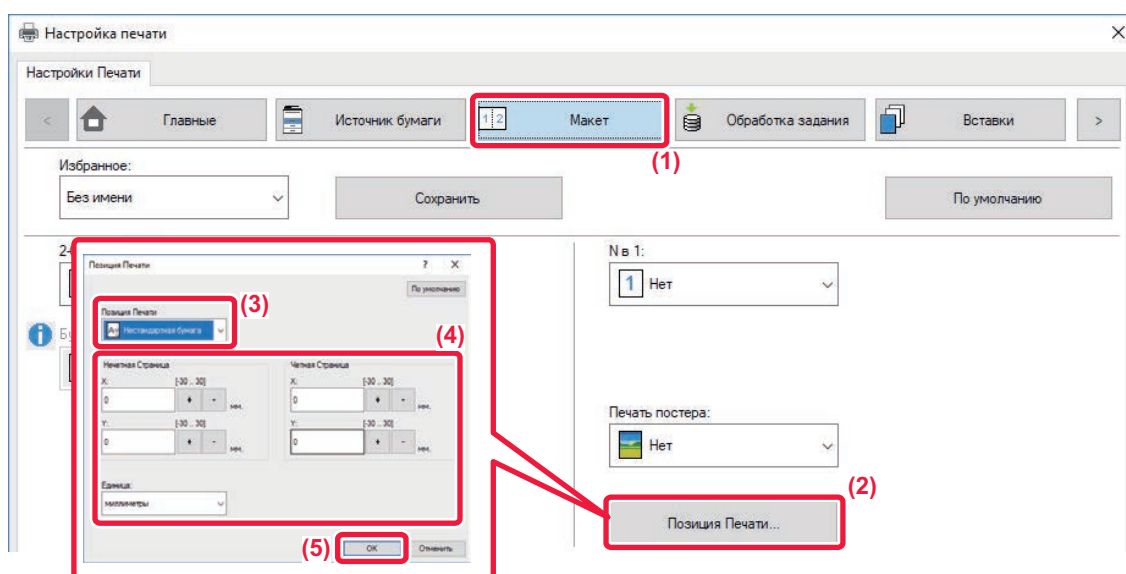 Настройка печати
Настройки Печати
< Главные Источник бумаги 1 2 Макет Обработка задания Вставки >
(1)
Избранное:
Без имени Сохранить По умолчанию
2-
Позиция Печати ? X
По умолчанию
Позиция Печати
Нестандартная бумага
(3)
(4)
Нечетная Страница Четная Страница
X: [-30 .. 30] X: [-30 .. 30]
0 + - мм. 0 + - мм.
Y: [-30 .. 30] Y: [-30 .. 30]
0 + - мм. 0 + - мм.
Единица:
миллиметры
(5) OK Отменить
N в 1:
1 Нет
Печать постера:
Нет
(2)
Позиция Печати...